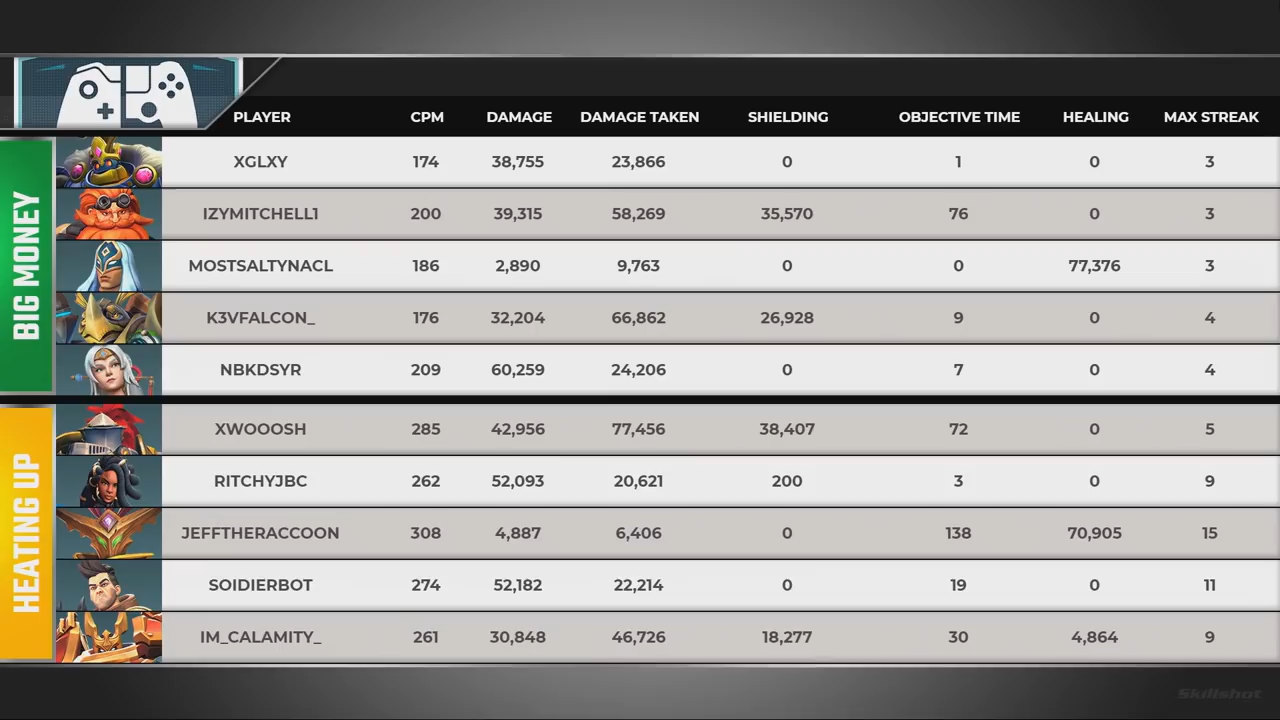 PLAYER CPM DAMAGE DAMAGE TAKEN SHIELDING OBJECTIVE TIME HEALING MAX STREAK
BIG MONEY
XGLXY 174 38,755 23,866 0 1 0 3
IZYMITCHELL1 200 39,315 58,269 35,570 76 0 3
MOSTSALTYNACL 186 2,890 9,763 0 0 77,376 3
K3VFALCON_ 176 32,204 66,862 26,928 9 0 4
NBKDSYR 209 60,259 24,206 0 7 0 4
HEATING UP
XWOOOSH 285 42,956 77,456 38,407 72 0 5
RITCHYJBC 262 52,093 20,621 200 3 0 9
JEFFTHERACCOON 308 4,887 6,406 0 138 70,905 15
SOIDIERBOT 274 52,182 22,214 0 19 0 11
IM_CALAMITY_ 261 30,848 46,726 18,277 30 4,864 9
Skillshot